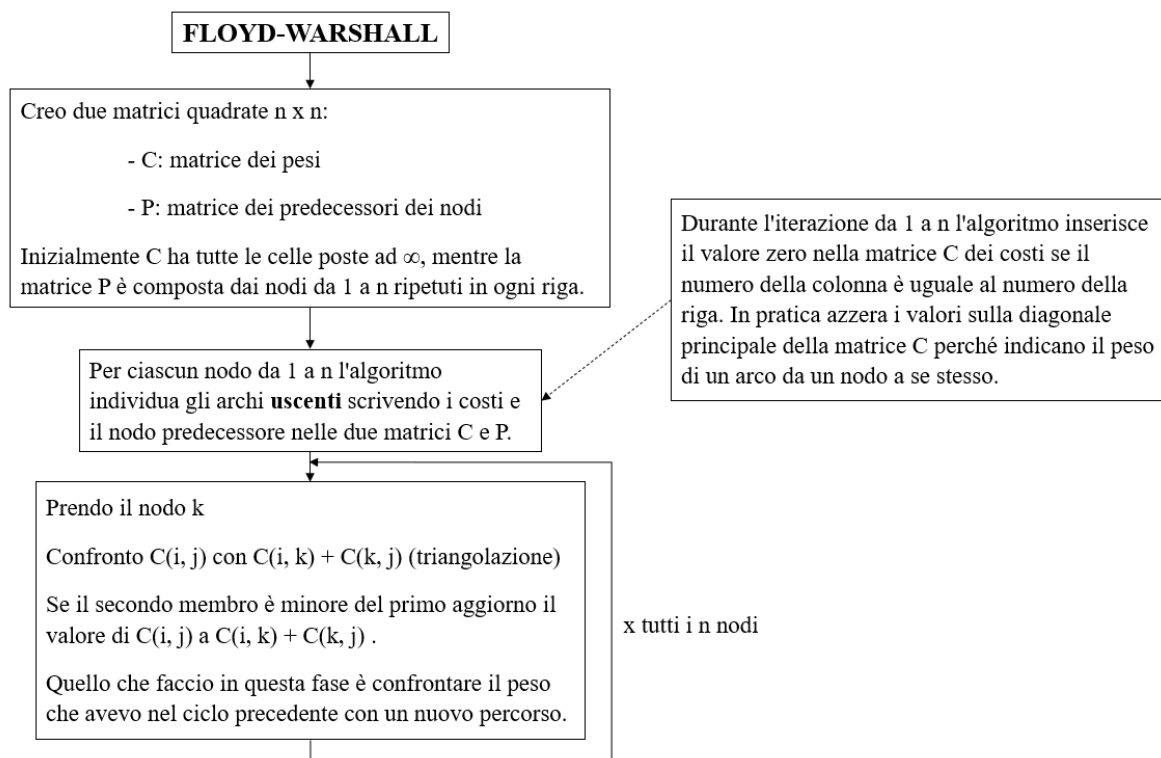 FLOYD-WARSHALL
Creo due matrici quadrate n x n:
- C: matrice dei pesi
- P: matrice dei predecessori dei nodi
Inizialmente C ha tutte le celle poste ad ∞, mentre la
matrice P è composta dai nodi da 1 a n ripetuti in ogni riga.
Durante l'iterazione da 1 a n l'algoritmo inserisce
il valore zero nella matrice C dei costi se il
numero della colonna è uguale al numero della
riga. In pratica azzera i valori sulla diagonale
principale della matrice C perché indicano il peso
di un arco da un nodo a se stesso.
Per ciascun nodo da 1 a n l'algoritmo
individua gli archi uscenti scrivendo i costi e
il nodo predecessore nelle due matrici C e P.
Prendo il nodo k
Confronto C(i, j) con C(i, k) + C(k, j) (triangolazione)
Se il secondo membro è minore del primo aggiorno il
valore di C(i, j) a C(i, k) + C(k, j) .
Quello che faccio in questa fase è confrontare il peso
che avevo nel ciclo precedente con un nuovo percorso.
x tutti i n nodi